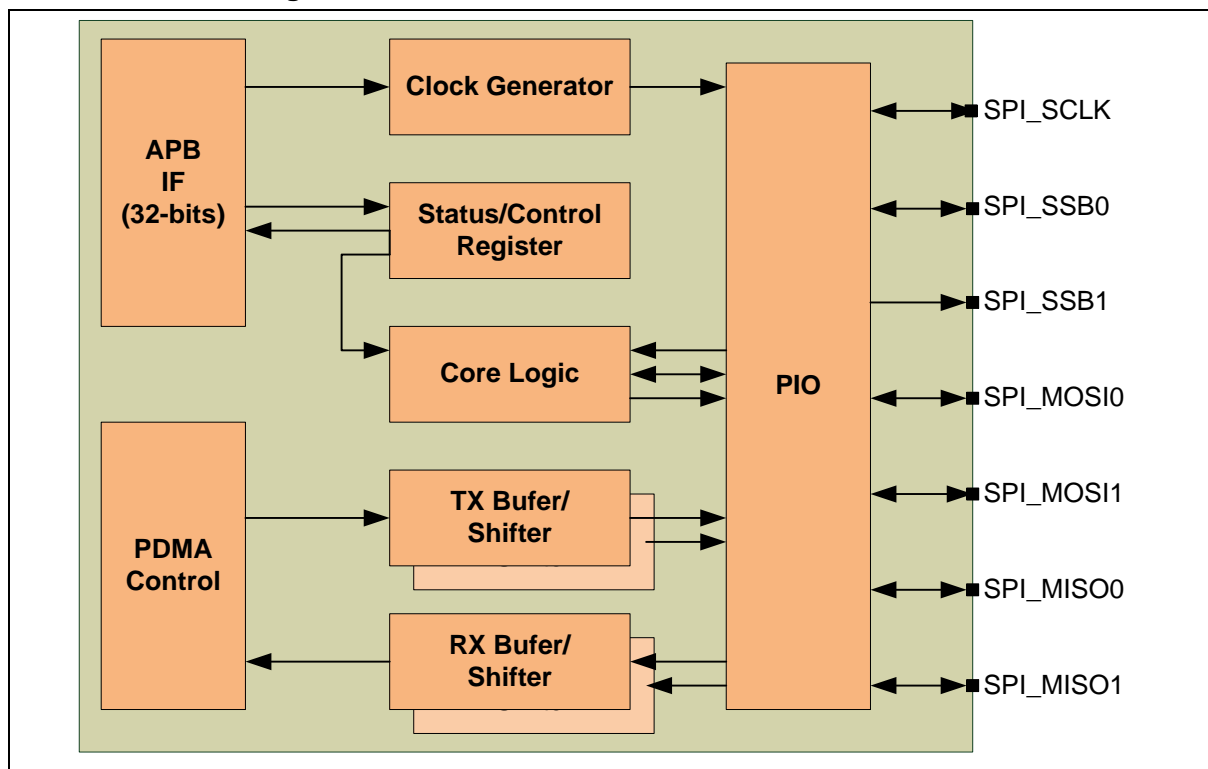 Clock Generator
APB
IF
(32-bits)
Status/Control
Register
Core Logic
PDMA
Control
TX Bufer/
Shifter
RX Bufer/
Shifter
PIO
SPI_SCLK
SPI_SSB0
SPI_SSB1
SPI_MOSI0
SPI_MOSI1
SPI_MISO0
SPI_MISO1